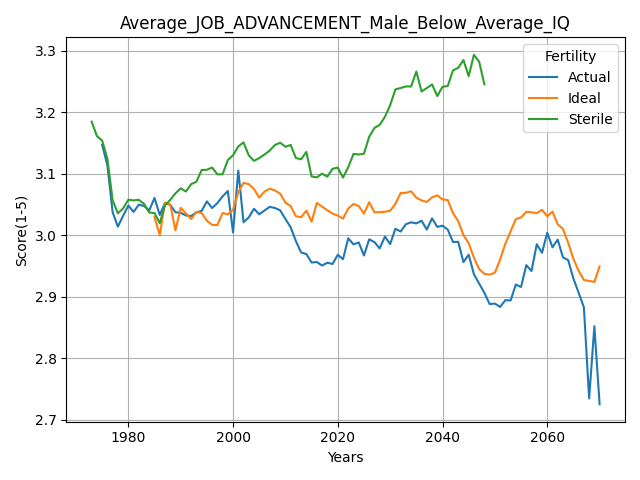 Average_JOB_ADVANCEMENT_Male_Below_Average_IQ
Score(1-5)
3.3
3.2
3.1
3.0
2.9
2.8
2.7
Fertility
Actual
Ideal
Sterile
1980 2000 2020 2040 2060
Years